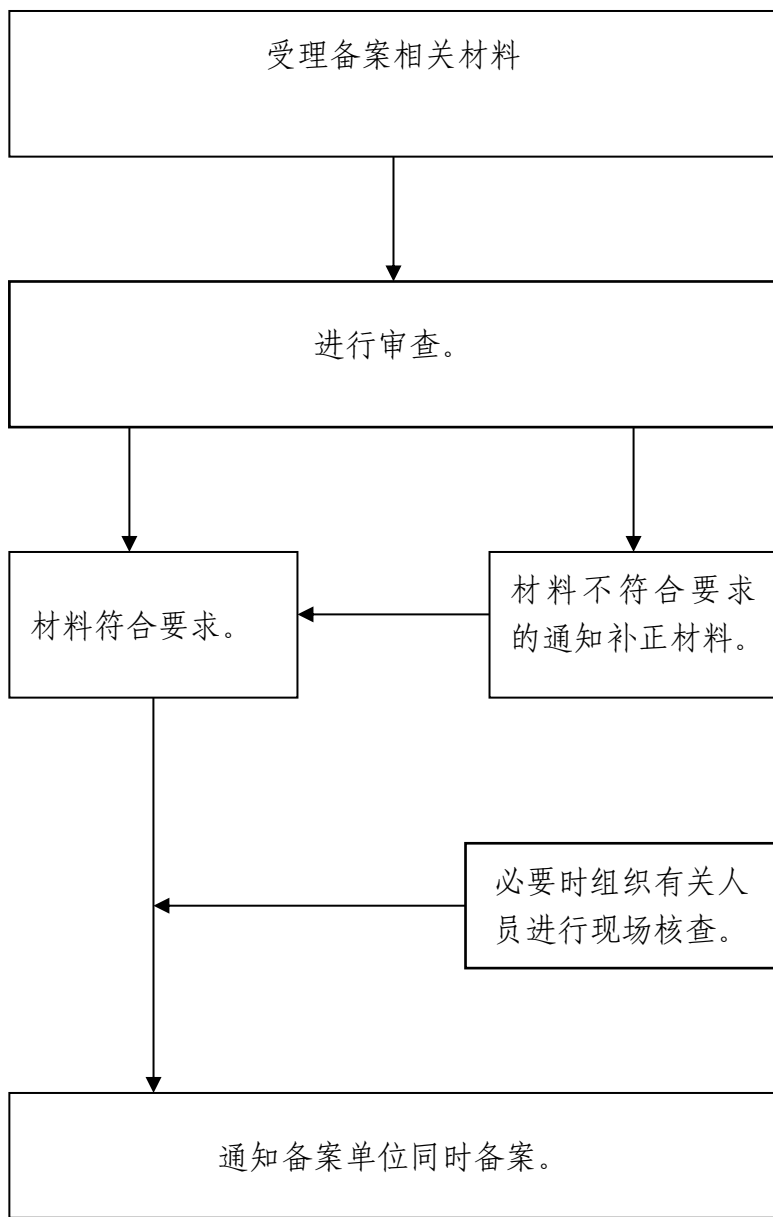 受理备案相关材料
进行审查。
材料符合要求。
材料不符合要求
的通知补正材料。
必要时组织有关人
员进行现场核查。
通知备案单位同时备案。